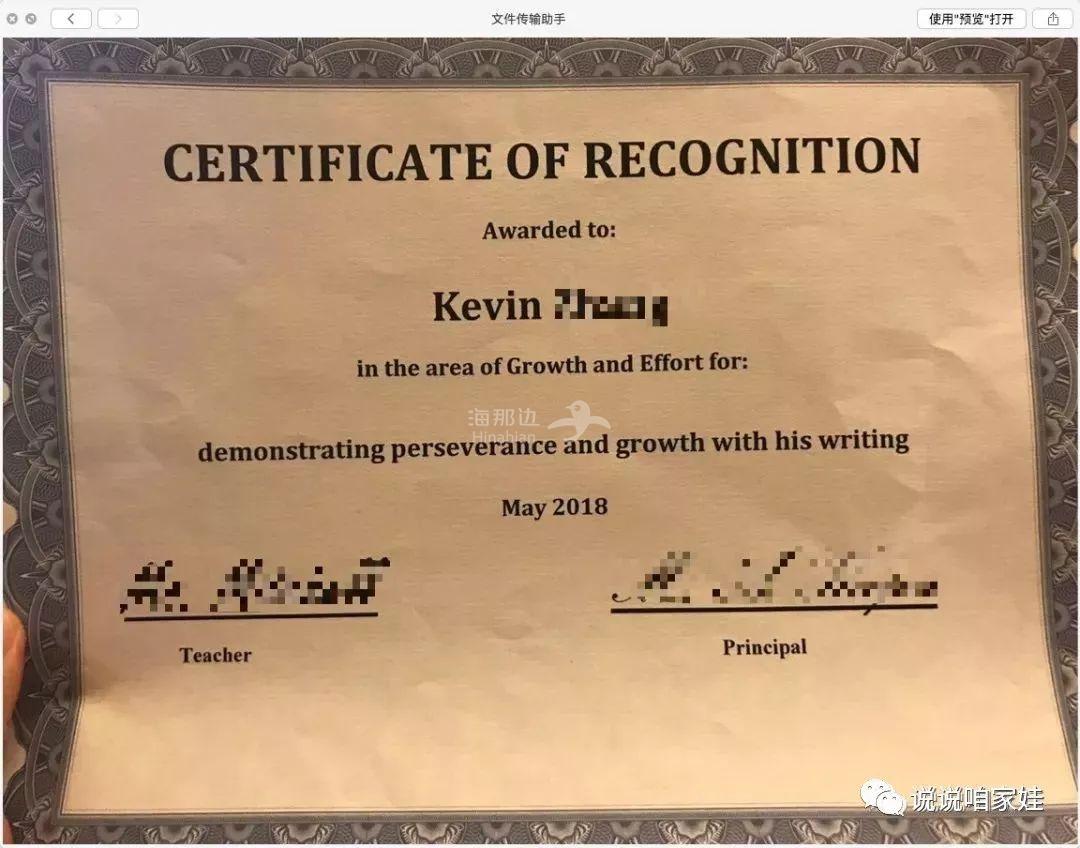 文件传输助手
使用"预览"打开
CERTIFICATE OF RECOGNITION
Awarded to:
Kevin
in the area of Growth and Effort for:
海那边
Hinabian
demonstrating perseverance and growth with his writing
May 2018
Teacher
Principal
说说咱家娃